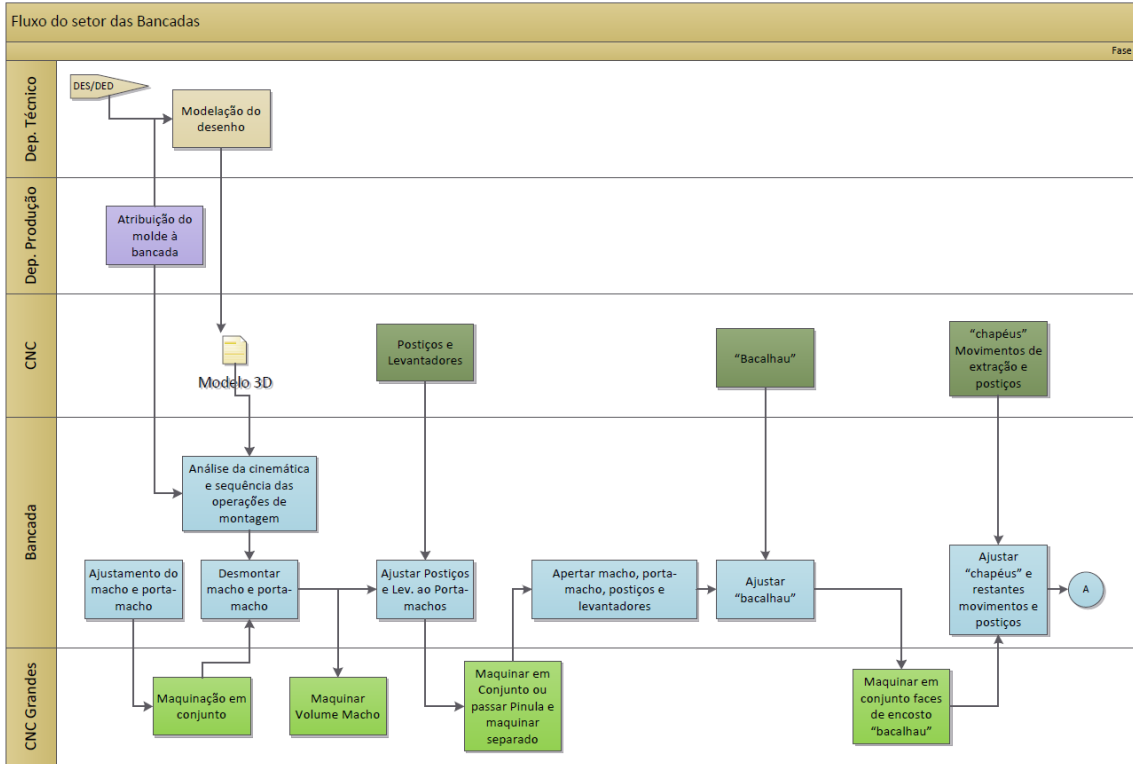 Fluxo do setor das Bancadas
Fase
Dep. Técnico
DES/DED
Modelação do
desenho
Dep. Produção
Atribuição do
molde à
bancada
CNC
Modelo 3D
Postiços e
Levantadores
“Bacalhau”
“chapéus”
Movimentos de
extração e
postiços
Bancada
Análise da cinemática
e sequência das
operações de
montagem
Ajustamento do
macho e porta-
macho
Desmontar
macho e porta-
macho
Ajustar Postiços
e Lev. ao Porta-
machos
Apertar macho, porta-
macho, postiços e
levantadores
Ajustar
“bacalhau”
Ajustar
“chapéus” e
restantes
movimentos e
postiços
A
CNC Grandes
Maquinação em
conjunto
Maquinar
Volume Macho
Maquinar em
Conjunto ou
passar Pinula e
maquinar
separado
Maquinar em
conjunto faces
de encosto
“bacalhau”